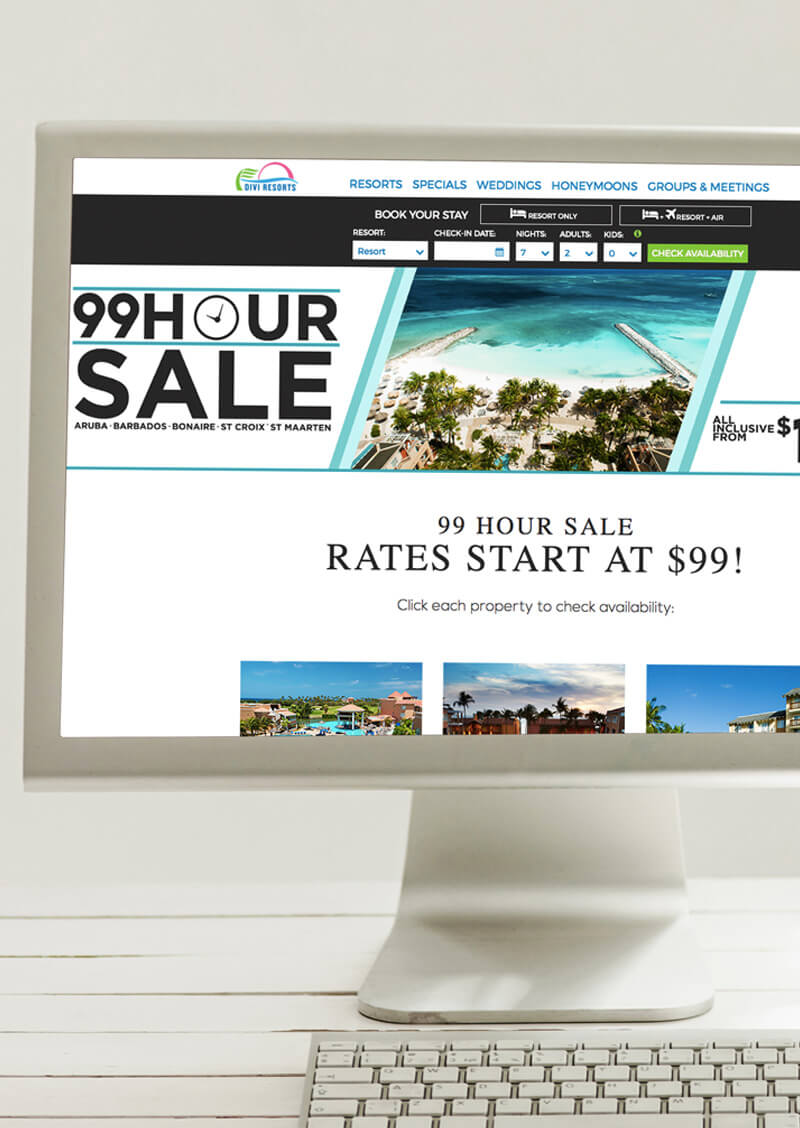 DIVI RESORTS
RESORTS SPECIALS WEDDINGS HONEYMOONS GROUPS & MEETINGS
BOOK YOUR STAY RESORT ONLY + RESORT + AIR
RESORT: CHECK-IN DATE: NIGHTS: ADULTS: KIDS:
Resort 7 2 0 CHECK AVAILABILITY
99HOUR
SALE
ARUBA · BARBADOS · BONAIRE · ST CROIX · ST MAARTEN
ALL
INCLUSIVE
FROM
$1
99 HOUR SALE
RATES START AT $99!
Click each property to check availability: